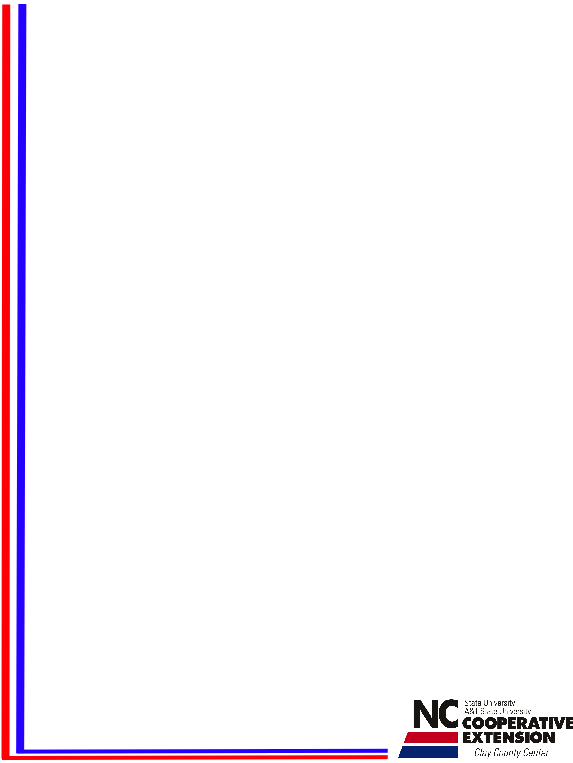 NC
State University
A&T State University
COOPERATIVE
EXTENSION
Clay County Center